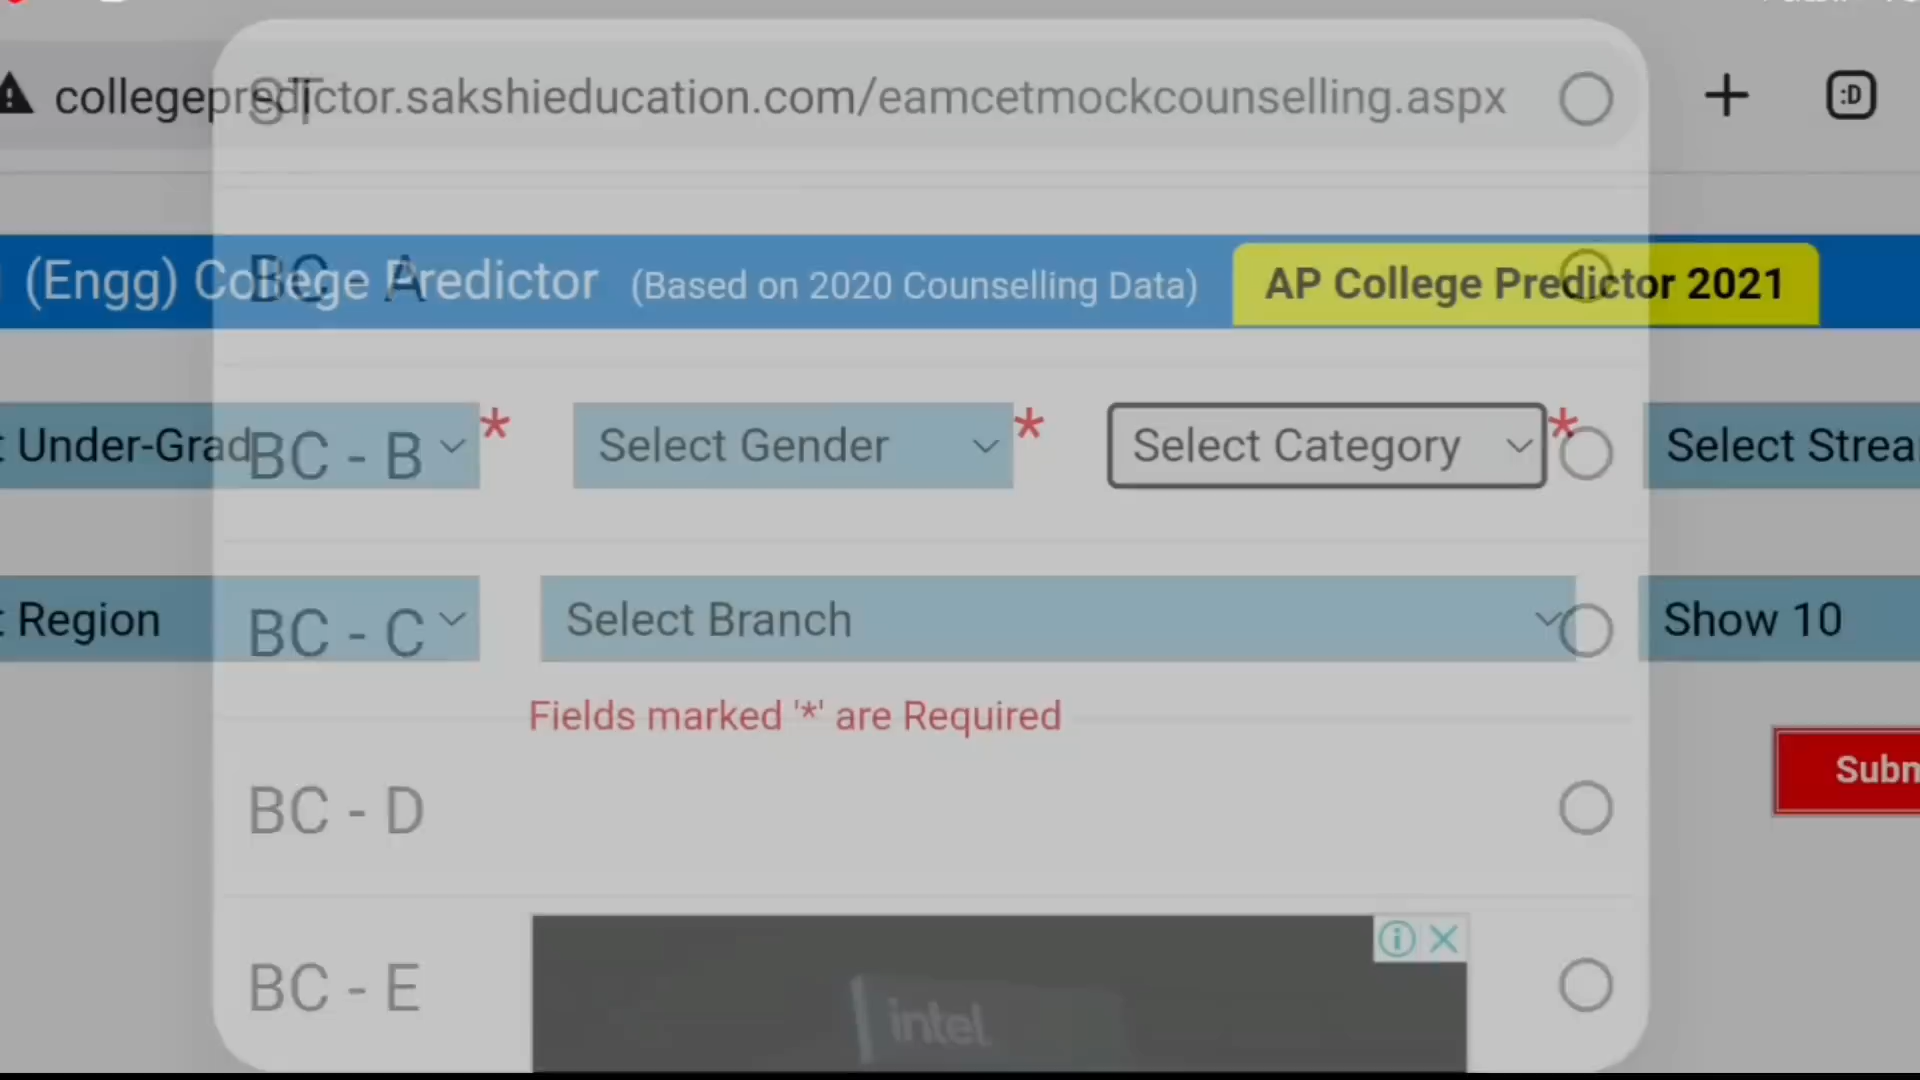 collegepredictor.sakshieducation.com/eamcetmockcounselling.aspx
:D
ST
(Engg) College Predictor (Based on 2020 Counselling Data) AP College Predictor 2021
BC - A
Under-Grad * Select Gender * Select Category * Select Strea
BC - B
Region Select Branch Show 10
BC - C
Fields marked '*' are Required
Subm
BC - D
BC - E
intel